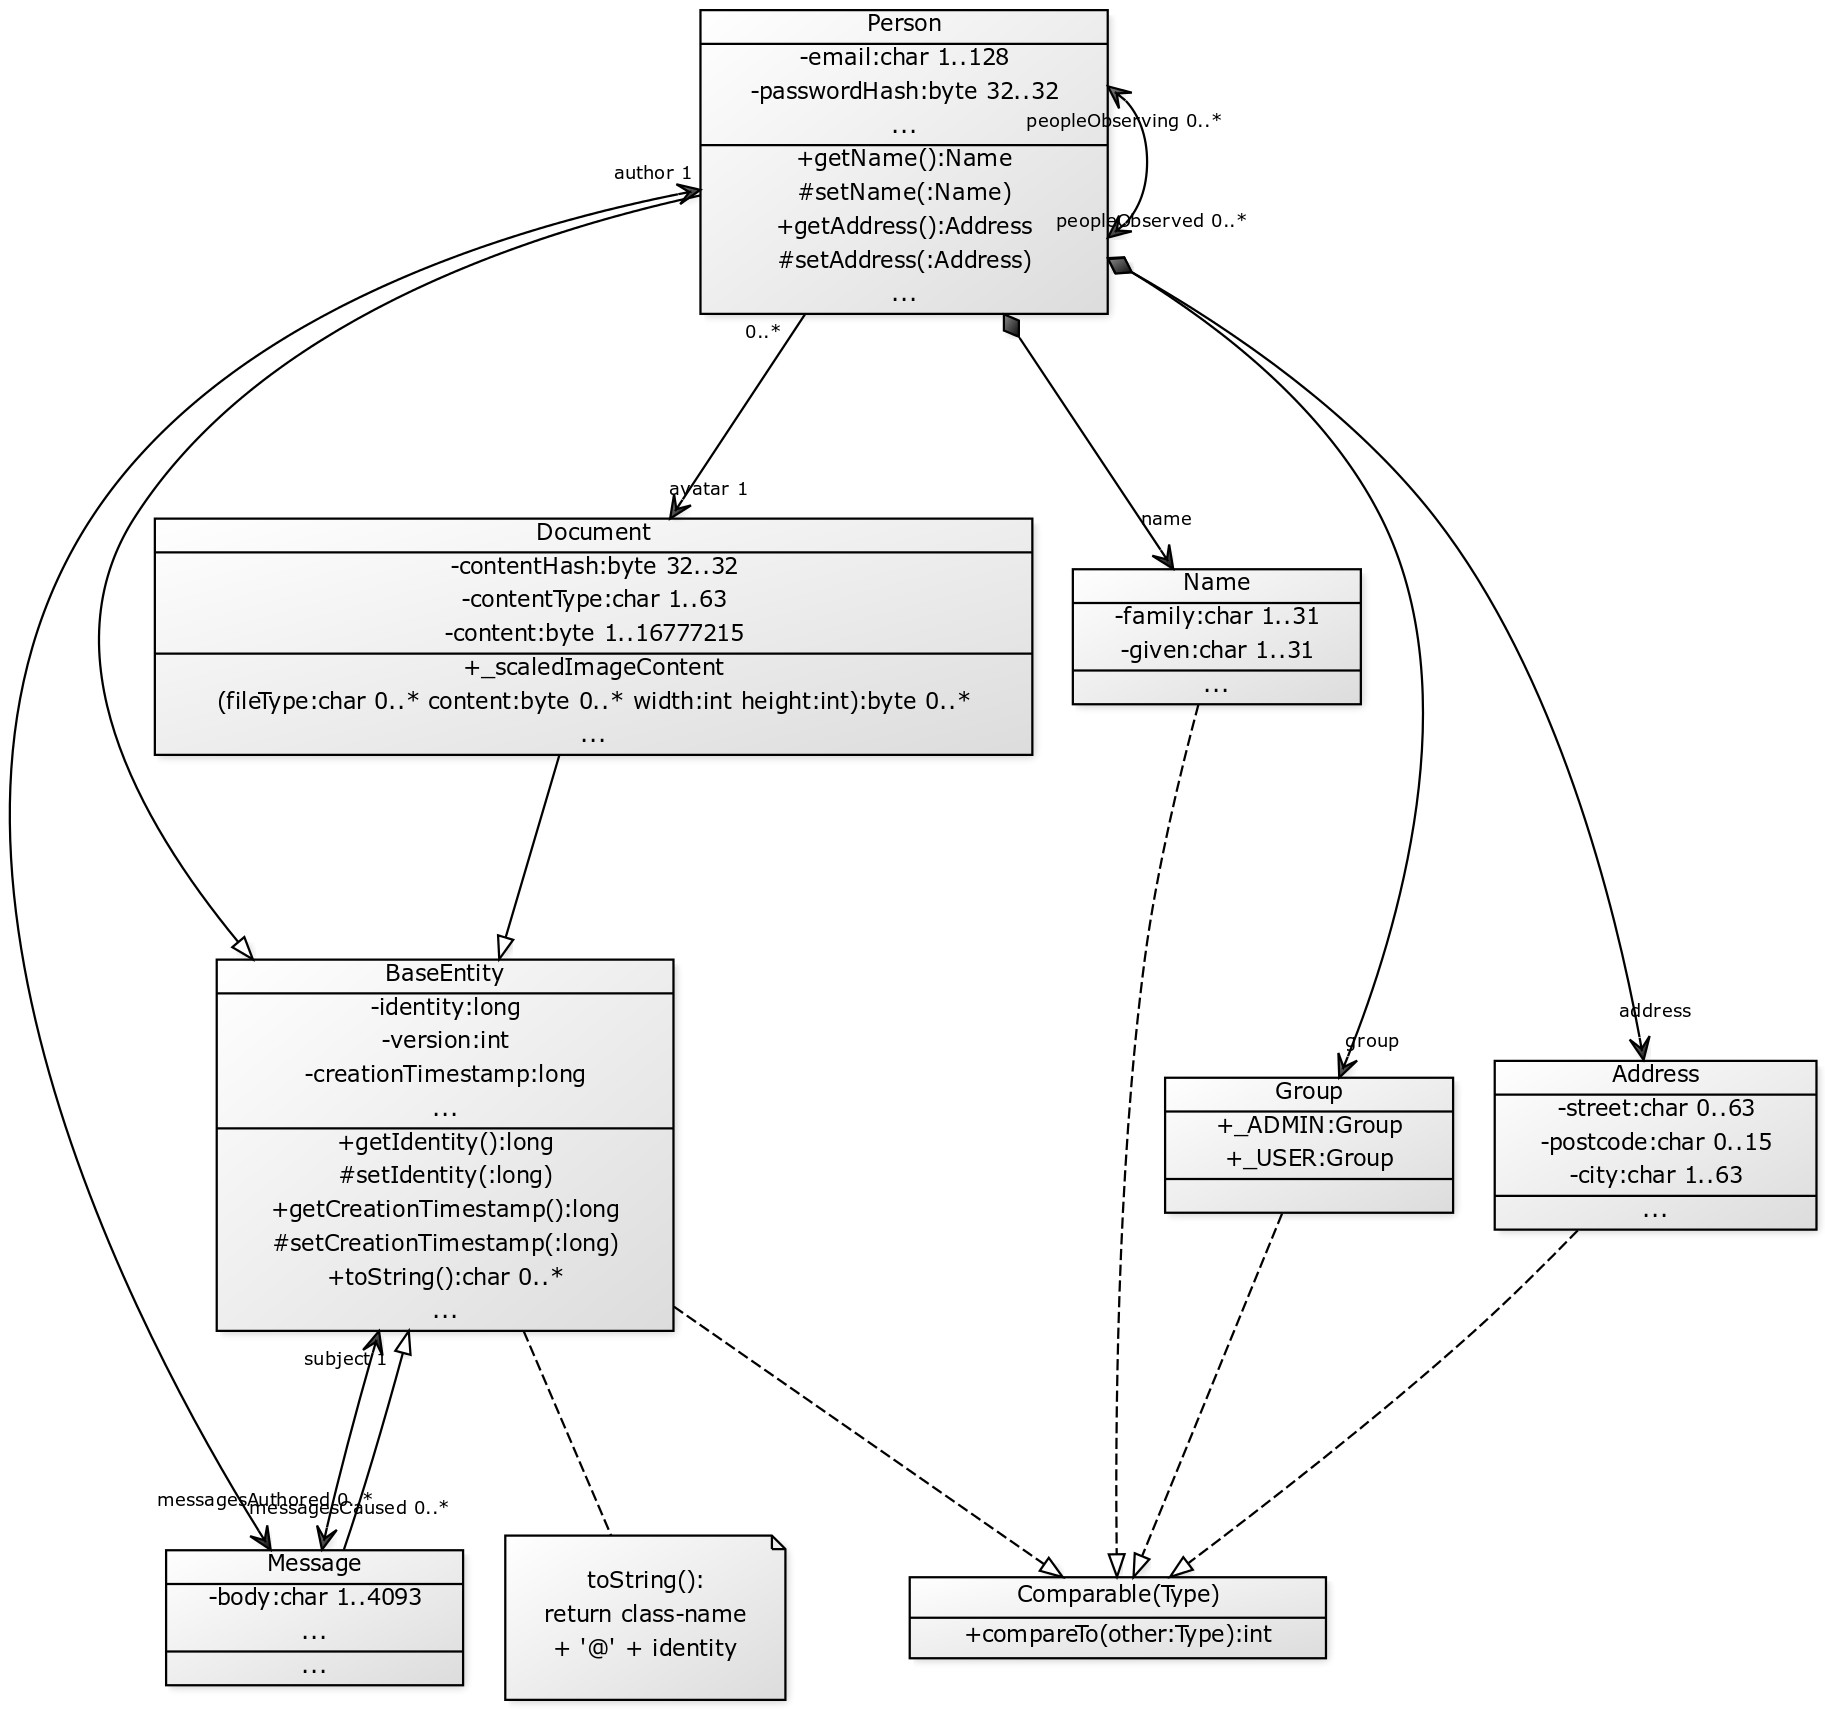 Person
-email:char 1..128
-passwordHash:byte 32..32
...
+getName():Name
#setName(:Name)
+getAddress():Address
#setAddress(:Address)
...
peopleObserving 0..*
author 1
peopleObserved 0..*
0..*
avatar 1
name
Document
-contentHash:byte 32..32
-contentType:char 1..63
-content:byte 1..16777215
+_scaledImageContent
(fileType:char 0..* content:byte 0..* width:int height:int):byte 0..*
...
Name
-family:char 1..31
-given:char 1..31
...
BaseEntity
-identity:long
-version:int
-creationTimestamp:long
...
+getIdentity():long
#setIdentity(:long)
+getCreationTimestamp():long
#setCreationTimestamp(:long)
+toString():char 0..*
...
group
Group
+_ADMIN:Group
+_USER:Group
address
Address
-street:char 0..63
-postcode:char 0..15
-city:char 1..63
...
subject 1
messagesAuthored 0..*
messagesCaused 0..*
Message
-body:char 1..4093
...
...
toString():
return class-name
+ '@' + identity
Comparable(Type)
+compareTo(other:Type):int